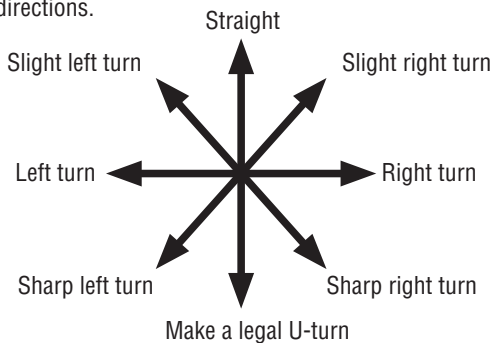 directions.
Straight
Slight left turn
Slight right turn
Left turn
Right turn
Sharp left turn
Sharp right turn
Make a legal U-turn